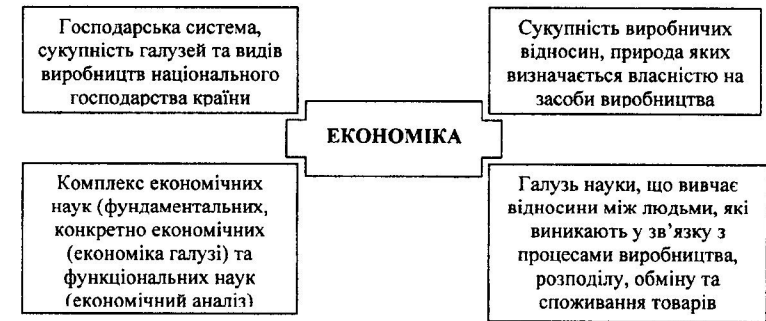 Господарська система,
сукупність галузей та видів
виробництв національного
господарства країни
Сукупність виробничих
відносин, природа яких
визначається власністю на
засоби виробництва
ЕКОНОМІКА
Комплекс економічних
наук (фундаментальних,
конкретно економічних
(економіка галузі) та
функціональних наук
(економічний аналіз)
Галузь науки, що вивчає
відносини між людьми, які
виникають у зв’язку з
процесами виробництва,
розподілу, обміну та
споживання товарів